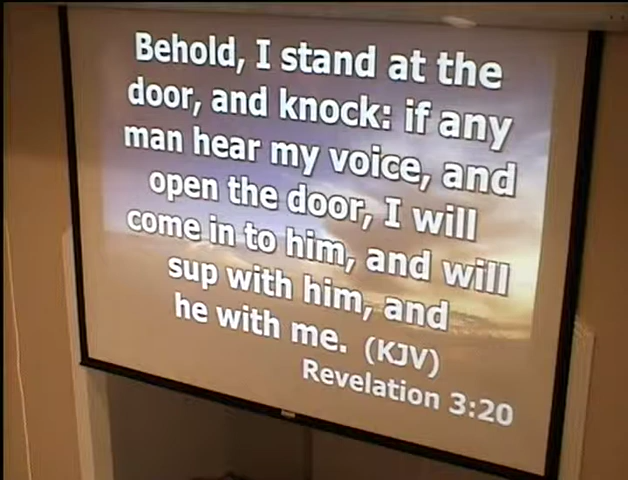 Behold, I stand at the
door, and knock: if any
man hear my voice, and
open the door, I will
come in to him, and will
sup with him, and
he with me. (KJV)
Revelation 3:20